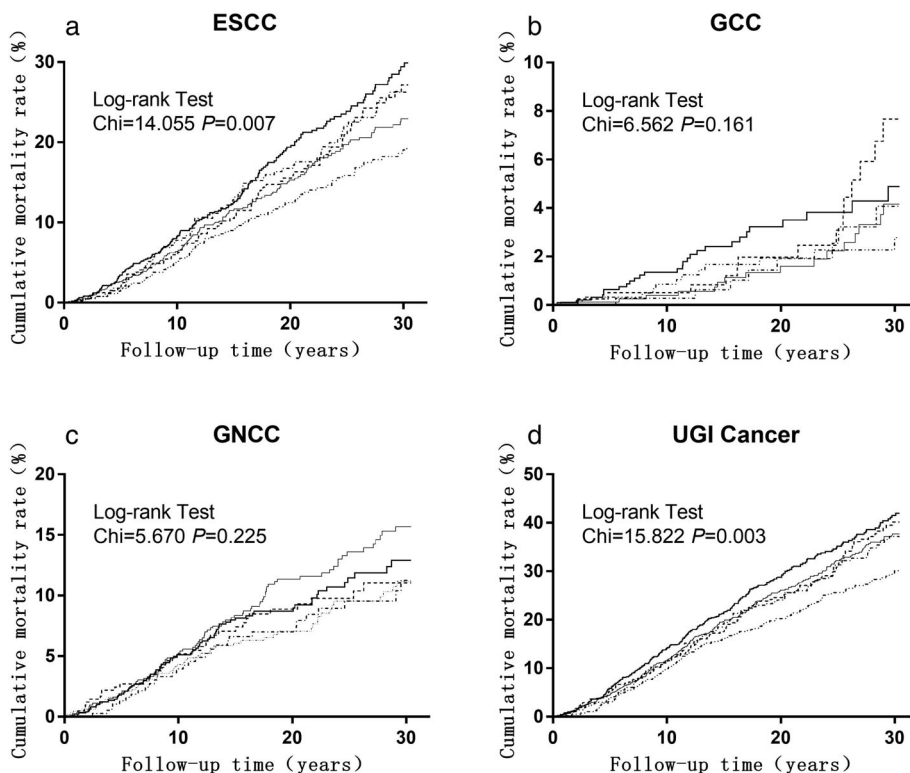 a
ESCC
Cumulative mortality rate (%)
30
20
10
0
Log-rank Test
Chi=14.055 P=0.007
0 10 20 30
Follow-up time (years)
b
GCC
Cumulative mortality rate (%)
10
8
6
4
2
0
Log-rank Test
Chi=6.562 P=0.161
0 10 20 30
Follow-up time (years)
c
GNCC
Cumulative mortality rate (%)
20
15
10
5
0
Log-rank Test
Chi=5.670 P=0.225
0 10 20 30
Follow-up time (years)
d
UGI Cancer
Cumulative mortality rate (%)
50
40
30
20
10
0
Log-rank Test
Chi=15.822 P=0.003
0 10 20 30
Follow-up time (years)